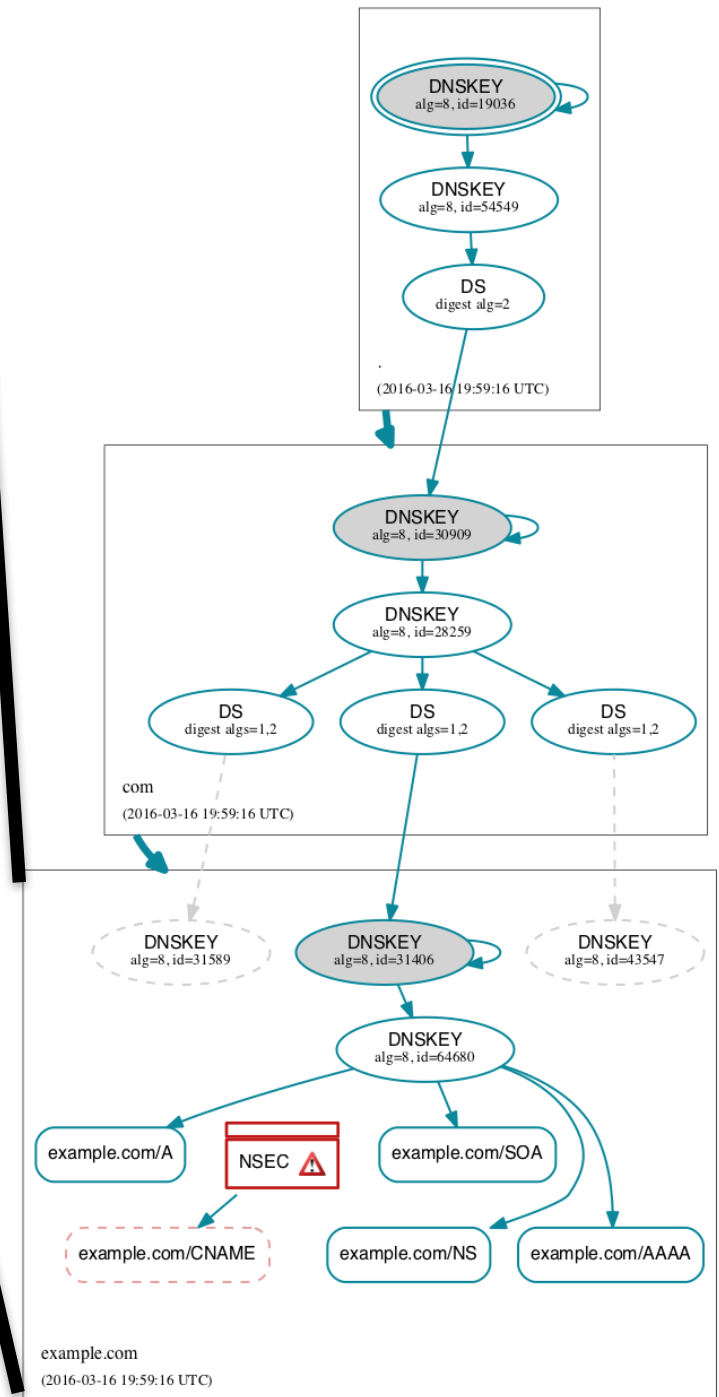 DNSKEY
alg=8, id=19036
DNSKEY
alg=8, id=54549
DS
digest alg=2
.
(2016-03-16 19:59:16 UTC)
DNSKEY
alg=8, id=30909
DNSKEY
alg=8, id=28259
DS
digest algs=1,2
DS
digest algs=1,2
DS
digest algs=1,2
com
(2016-03-16 19:59:16 UTC)
DNSKEY
alg=8, id=31589
DNSKEY
alg=8, id=31406
DNSKEY
alg=8, id=43547
DNSKEY
alg=8, id=64680
example.com/A
NSEC
example.com/SOA
example.com/CNAME
example.com/NS
example.com/AAAA
example.com
(2016-03-16 19:59:16 UTC)